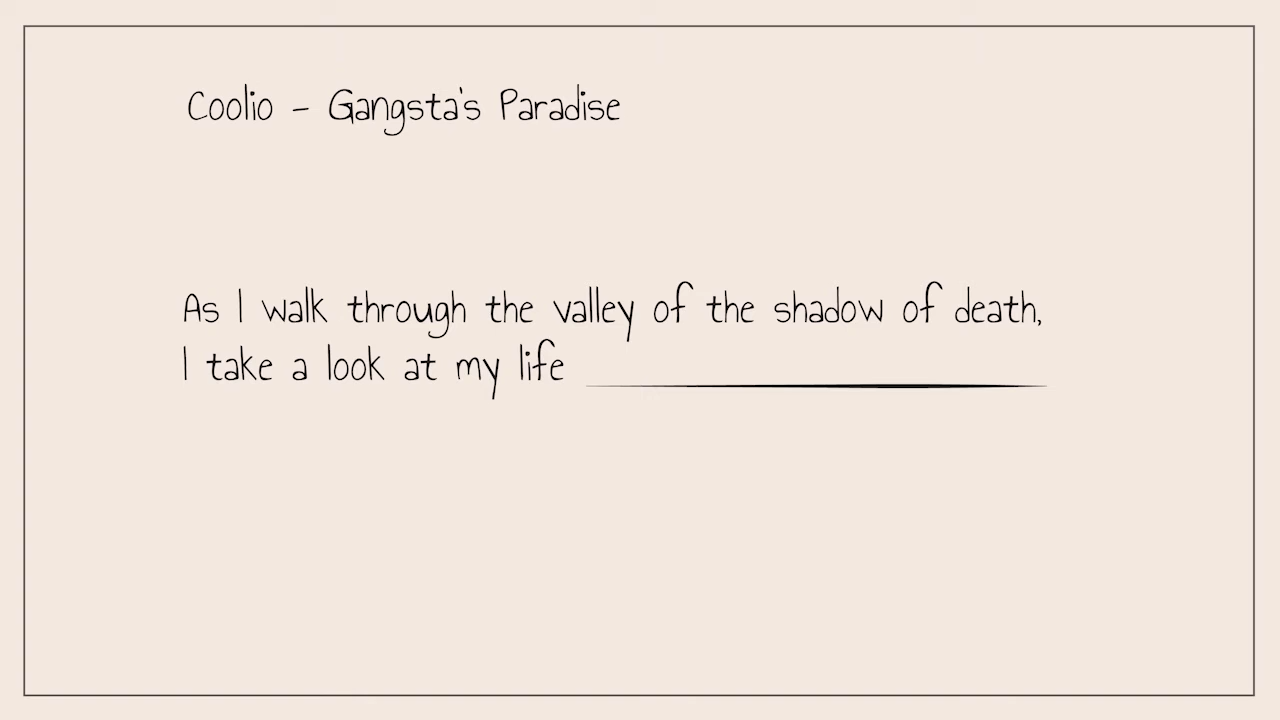 Coolio - Gangsta's Paradise
As I walk through the valley of the shadow of death,
I take a look at my life